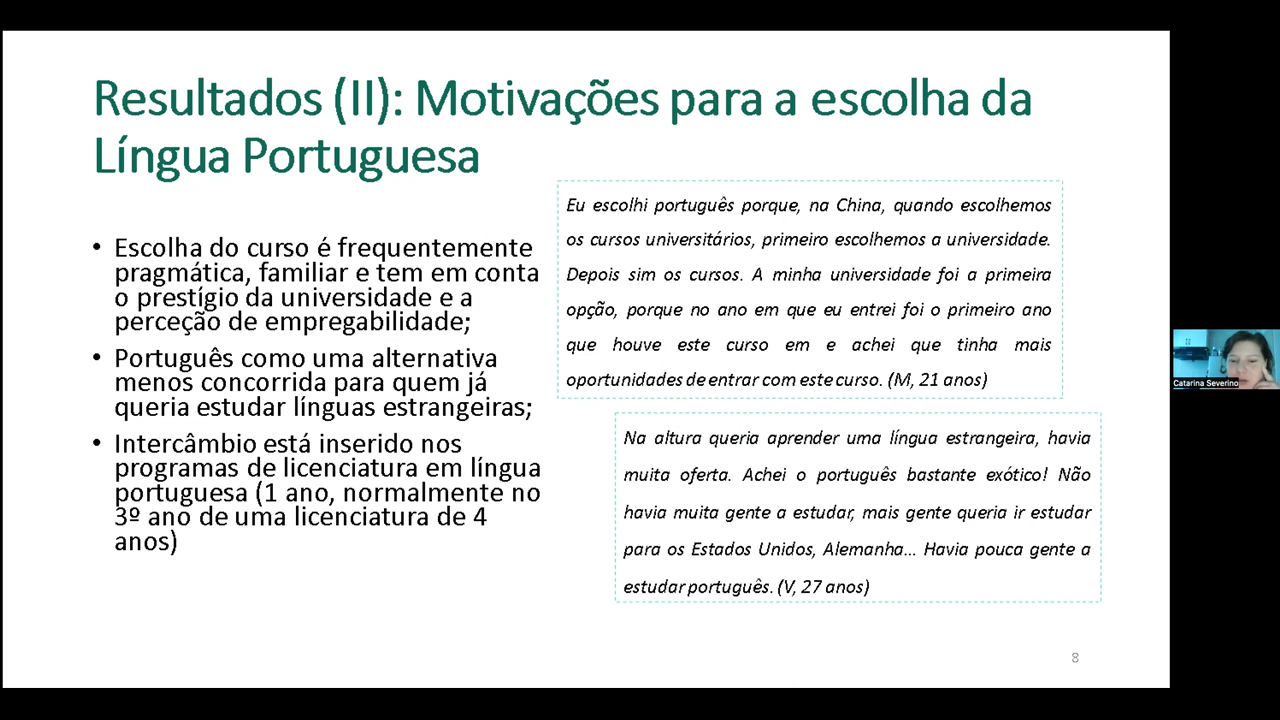 Resultados (II): Motivações para a escolha da
Língua Portuguesa
• Escolha do curso é frequentemente
pragmática, familiar e tem em conta
o prestígio da universidade e a
perceção de empregabilidade;
• Português como uma alternativa
menos concorrida para quem já
queria estudar línguas estrangeiras;
• Intercâmbio está inserido nos
programas de licenciatura em língua
portuguesa (1 ano, normalmente no
3º ano de uma licenciatura de 4
anos)
Eu escolhi português porque, na China, quando escolhemos
os cursos universitários, primeiro escolhemos a universidade.
Depois sim os cursos. A minha universidade foi a primeira
opção, porque no ano em que eu entrei foi o primeiro ano
que houve este curso em e achei que tinha mais
oportunidades de entrar com este curso. (M, 21 anos)
Na altura queria aprender uma língua estrangeira, havia
muita oferta. Achei o português bastante exótico! Não
havia muita gente a estudar, mais gente queria ir estudar
para os Estados Unidos, Alemanha… Havia pouca gente a
estudar português. (V, 27 anos)
8
Catarina Severino